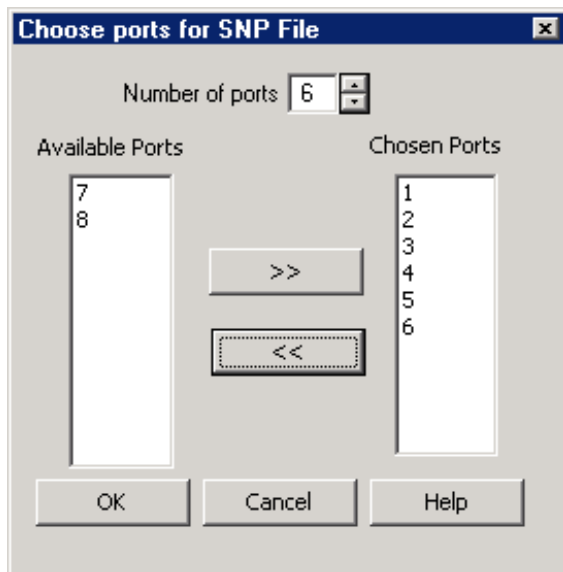 Choose ports for SNP File
Number of ports 6
Available Ports
Chosen Ports
7
8
1
2
3
4
5
6
>>
<<
OK
Cancel
Help